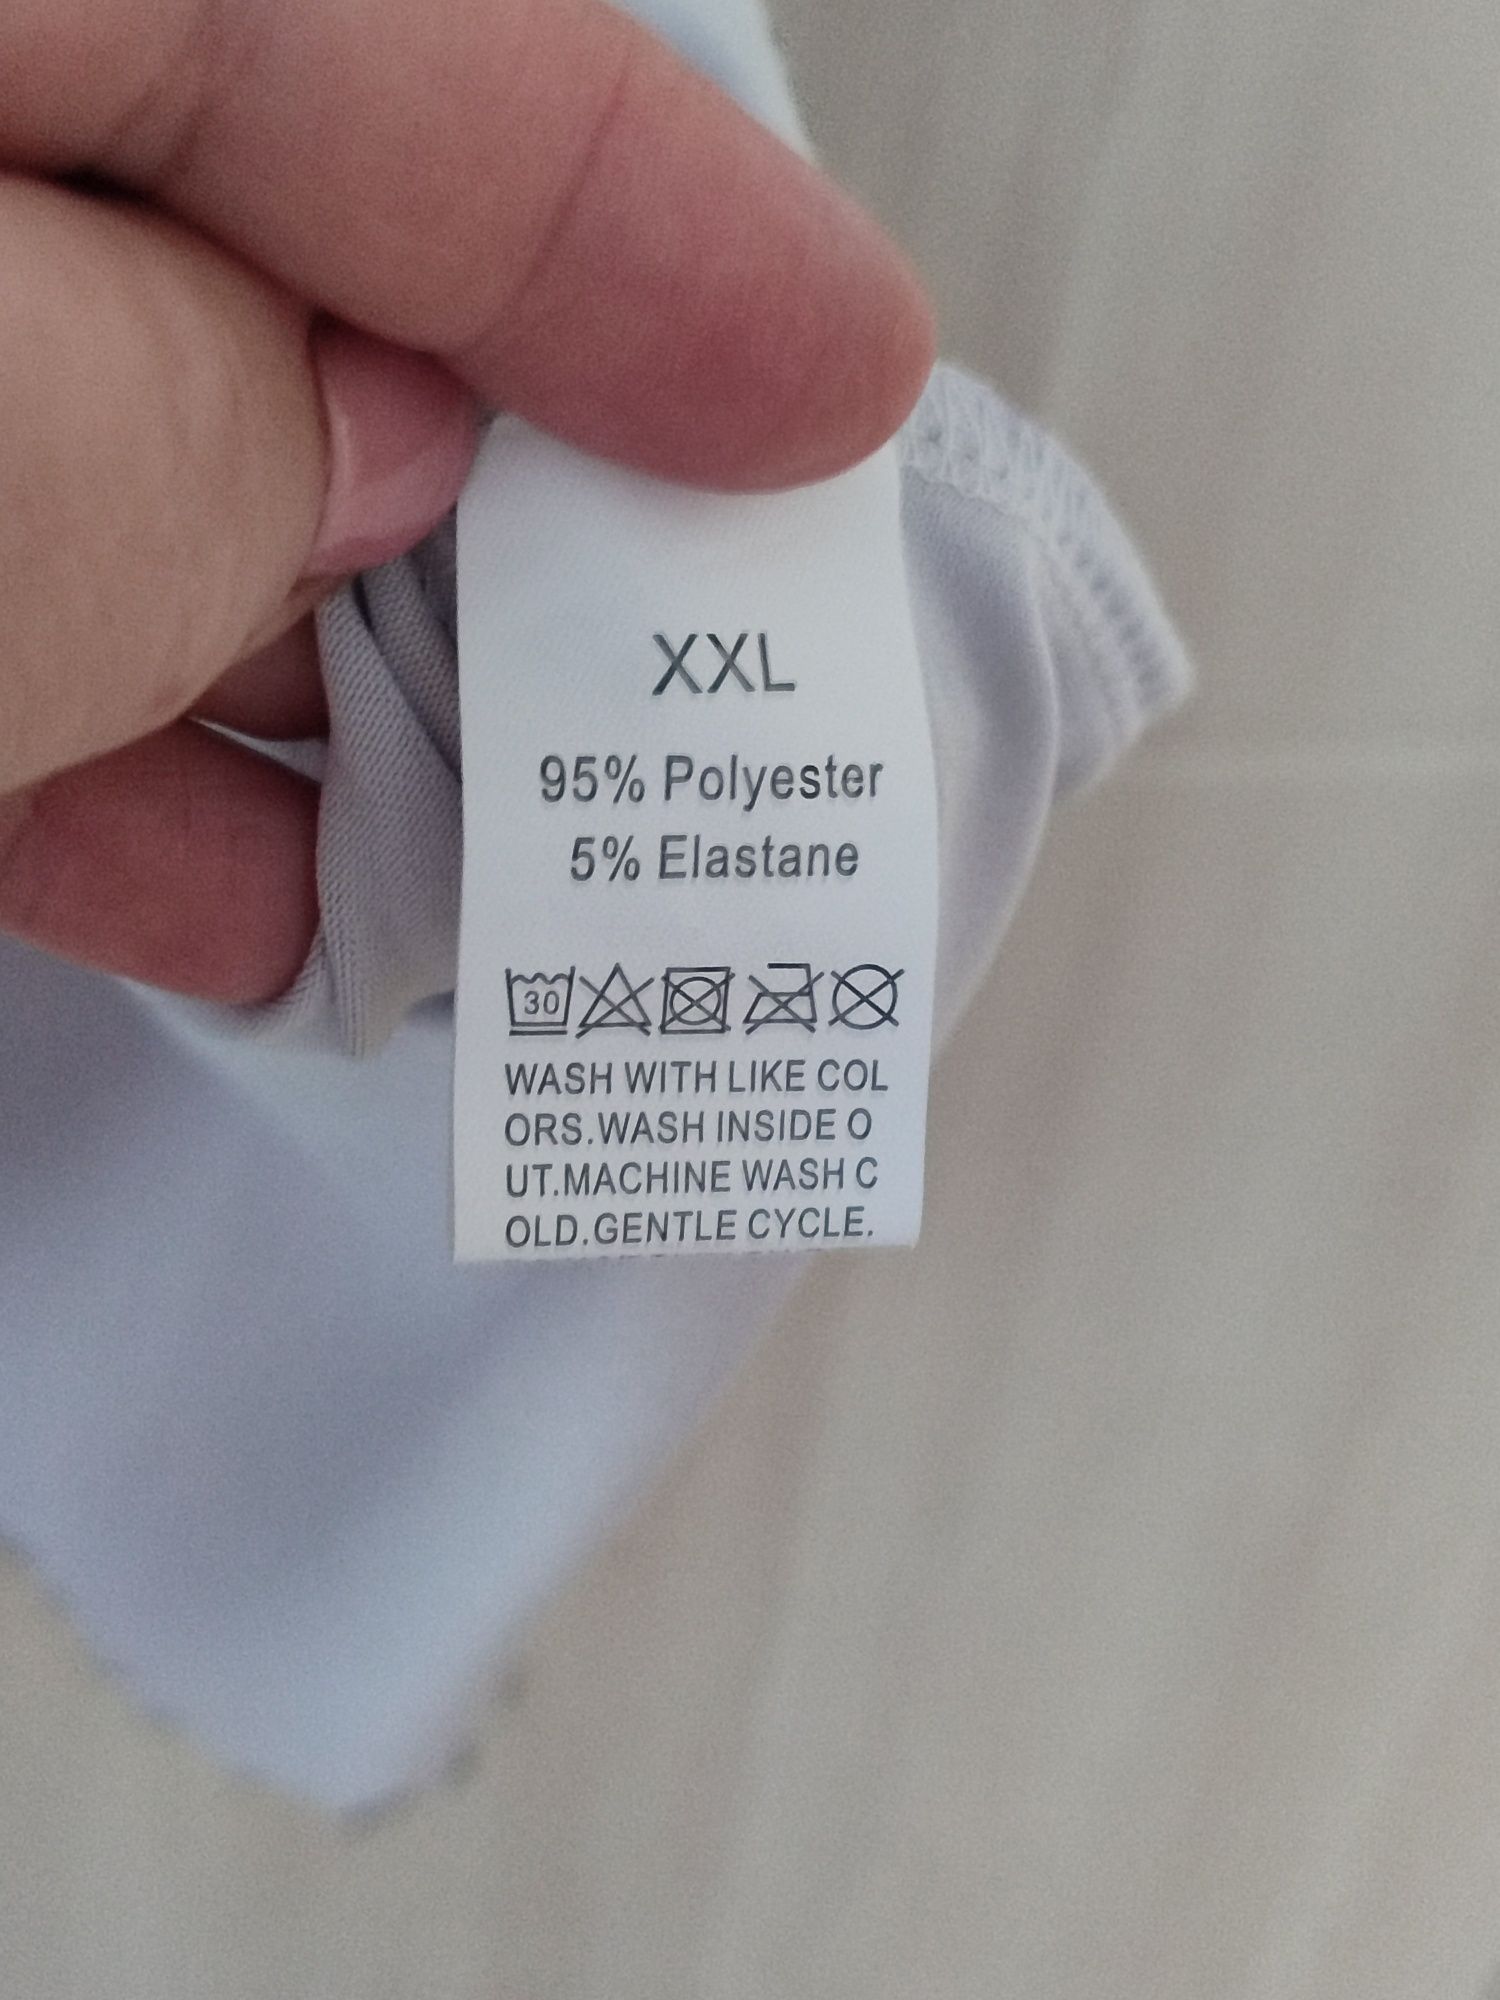 XXL
95% Polyester
5% Elastane
30
WASH WITH LIKE COL
ORS.WASH INSIDE O
UT.MACHINE WASH C
OLD.GENTLE CYCLE.